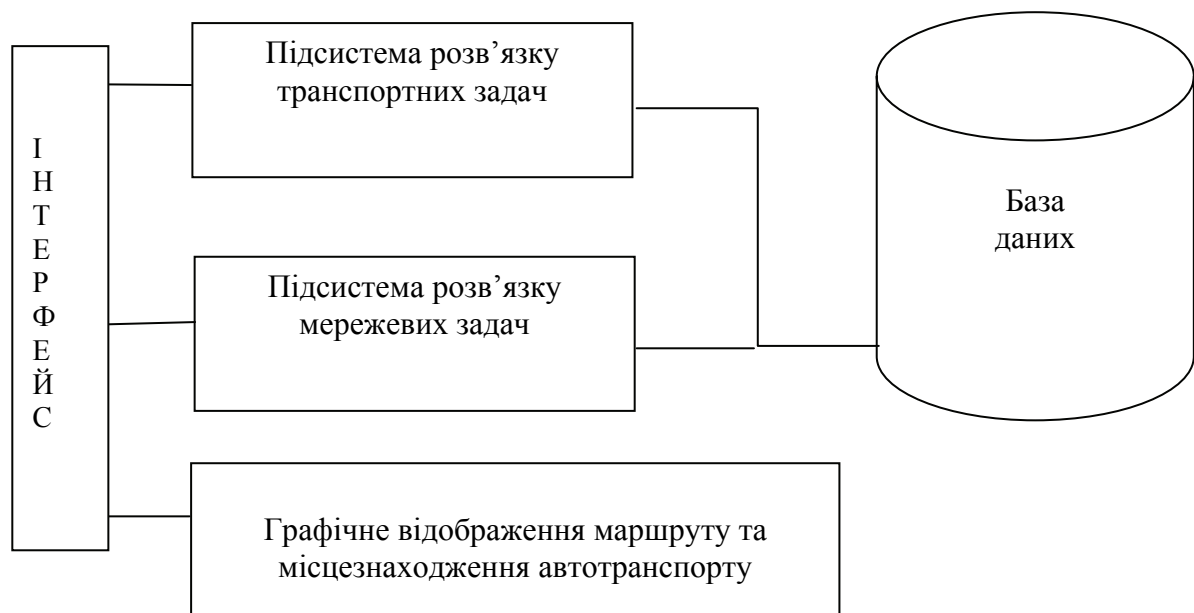 І
Н
Т
Е
Р
Ф
Е
Й
С
Підсистема розв’язку
транспортних задач
Підсистема розв’язку
мережевих задач
Графічне відображення маршруту та
місцезнаходження автотранспорту
База
даних